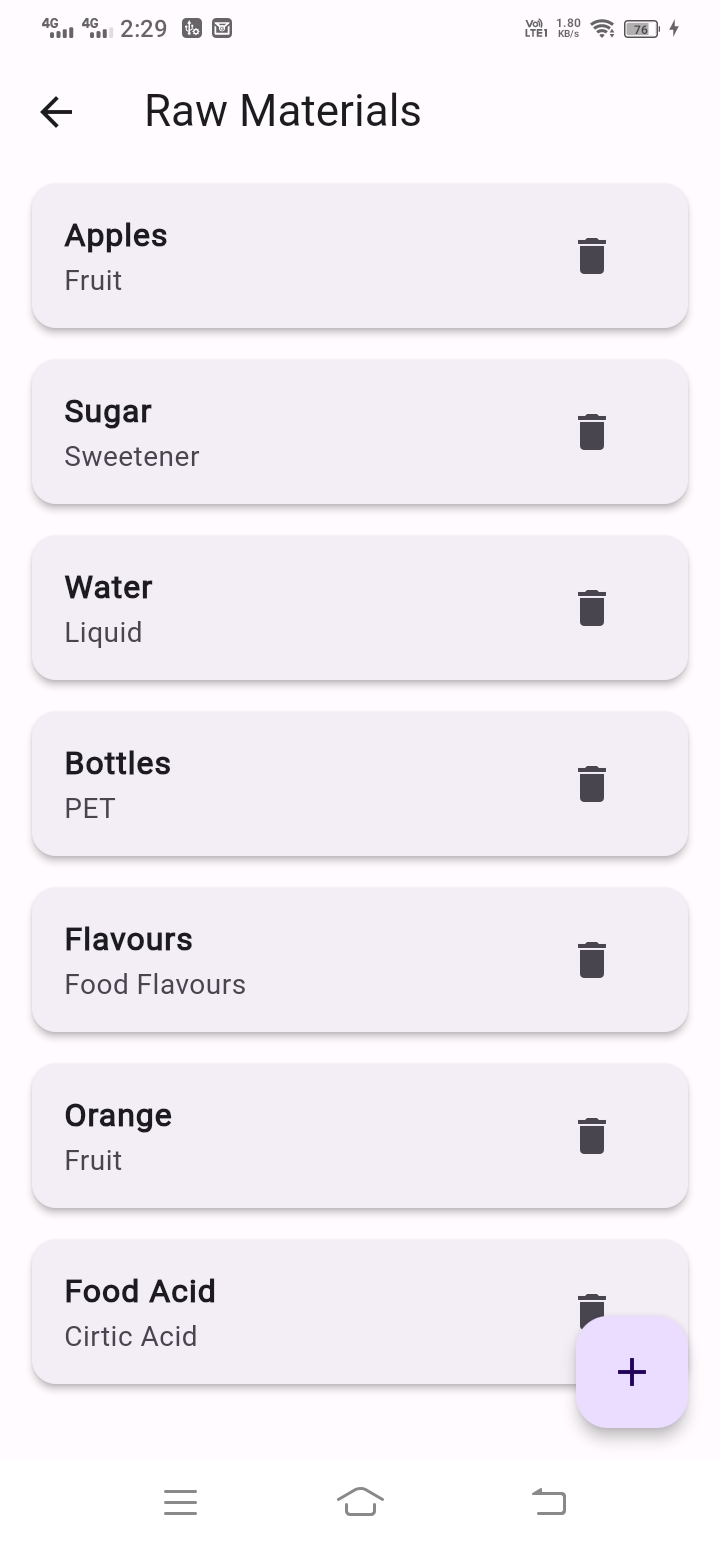 4G 4G 2:29 Vo) LTE1 1.80 KB/s 76
Raw Materials
Apples
Fruit
Sugar
Sweetener
Water
Liquid
Bottles
PET
Flavours
Food Flavours
Orange
Fruit
Food Acid
Cirtic Acid